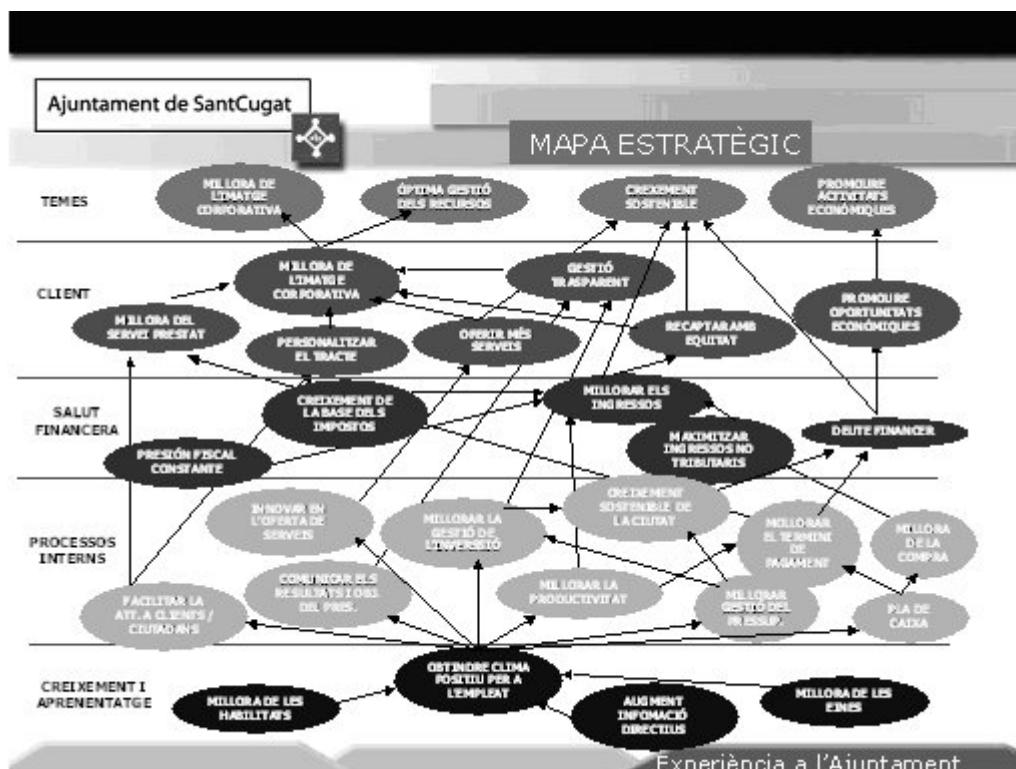 Ajuntament de SantCugat
MAPA ESTRATÈGIC
TEMES
MILLORA DE
L'IMATGE
CORPORATIVA
ÓPTIMA GESTIÓ
DELS RECURSOS
CREIXEMENT
SOSTENIBLE
PROMOURE
ACTIVITATS
ECONÓMIQUES
CLIENT
MILLORA DE
L'IMATGE
CORPORATIVA
GESTIÓ
TRASPARENT
MILLORA DEL
SERVEI PRESTAT
PERSONALITZAR
EL TRACTE
OFERIR MÉS
SERVEIS
RECAPTAR AMB
EQUITAT
PROMOURE
OPORTUNITATS
ECONÓMIQUES
SALUT
FINANCERA
CREIXEMENT DE
LA BASE DELS
IMPOSTOS
MILLORAR ELS
INGRESSOS
PRESIÓN FISCAL
CONSTANTE
MAXIMITZAR
INGRESSOS NO
TRIBUTARIS
DEUTE FINANCER
PROCESSOS
INTERNS
INNOVAR EN
L'OFERTA DE
SERVEIS
MILLORAR LA
GESTIÓ DE
L'INVERSSIÓ
CREIXEMENT
SOSTENIBLE DE
LA CIUTAT
MOLLORAR
EL TERMINI DE
PAGAMENT
MILLORA
DE LA
COMPRA
FACILITAR LA
ATT. A CLIENTS /
CIUTADANS
COMUNICAR ELS
RESULTATS I OBJ.
DEL PRES.
MILLORAR LA
PRODUCTIVITAT
MILLORAR
GESTIÓ DEL
PRESSUP.
PLA DE
CAIXA
CREIXEMENT I
APRENENTATGE
OBTINDRE CLIMA
POSITIU PER A
L'EMPLEAT
MILLORA DE LES
HABILITATS
AUGMENT
INFOMACIÓ
DIRECTIUS
MILLORA DE LES
EINES
Experiència a l'Ajuntament